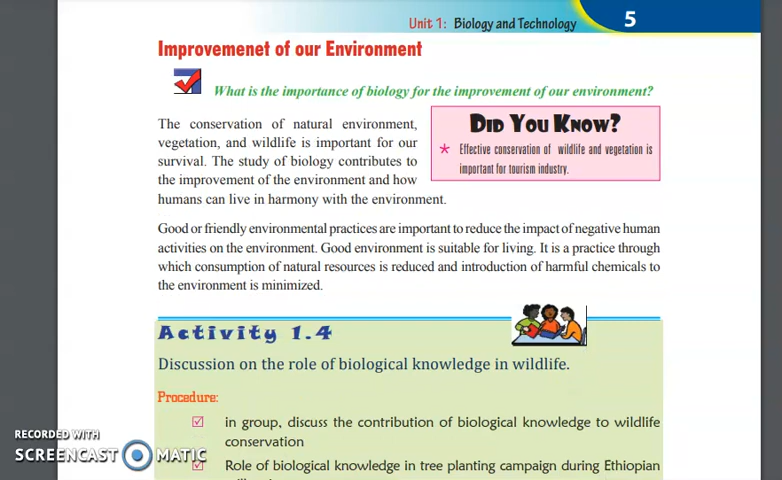 Unit 1: Biology and Technology 5
Improvemenet of our Environment
What is the importance of biology for the improvement of our environment?
The conservation of natural environment,
vegetation, and wildlife is important for our
survival. The study of biology contributes to
the improvement of the environment and how
humans can live in harmony with the environment.
DID YOU KNOW?
* Effective conservation of wildlife and vegetation is
important for tourism industry.
Good or friendly environmental practices are important to reduce the impact of negative human
activities on the environment. Good environment is suitable for living. It is a practice through
which consumption of natural resources is reduced and introduction of harmful chemicals to
the environment is minimized.
Activity 1.4
Discussion on the role of biological knowledge in wildlife.
Procedure:
in group, discuss the contribution of biological knowledge to wildlife
conservation
Role of biological knowledge in tree planting campaign during Ethiopian
RECORDED WITH
SCREENCAST MATIC